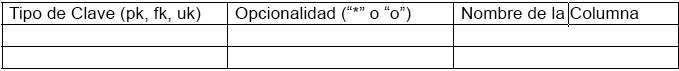 Tipo de Clave (pk, fk, uk) Opcionalidad (“*” o “o”) Nombre de la Columna